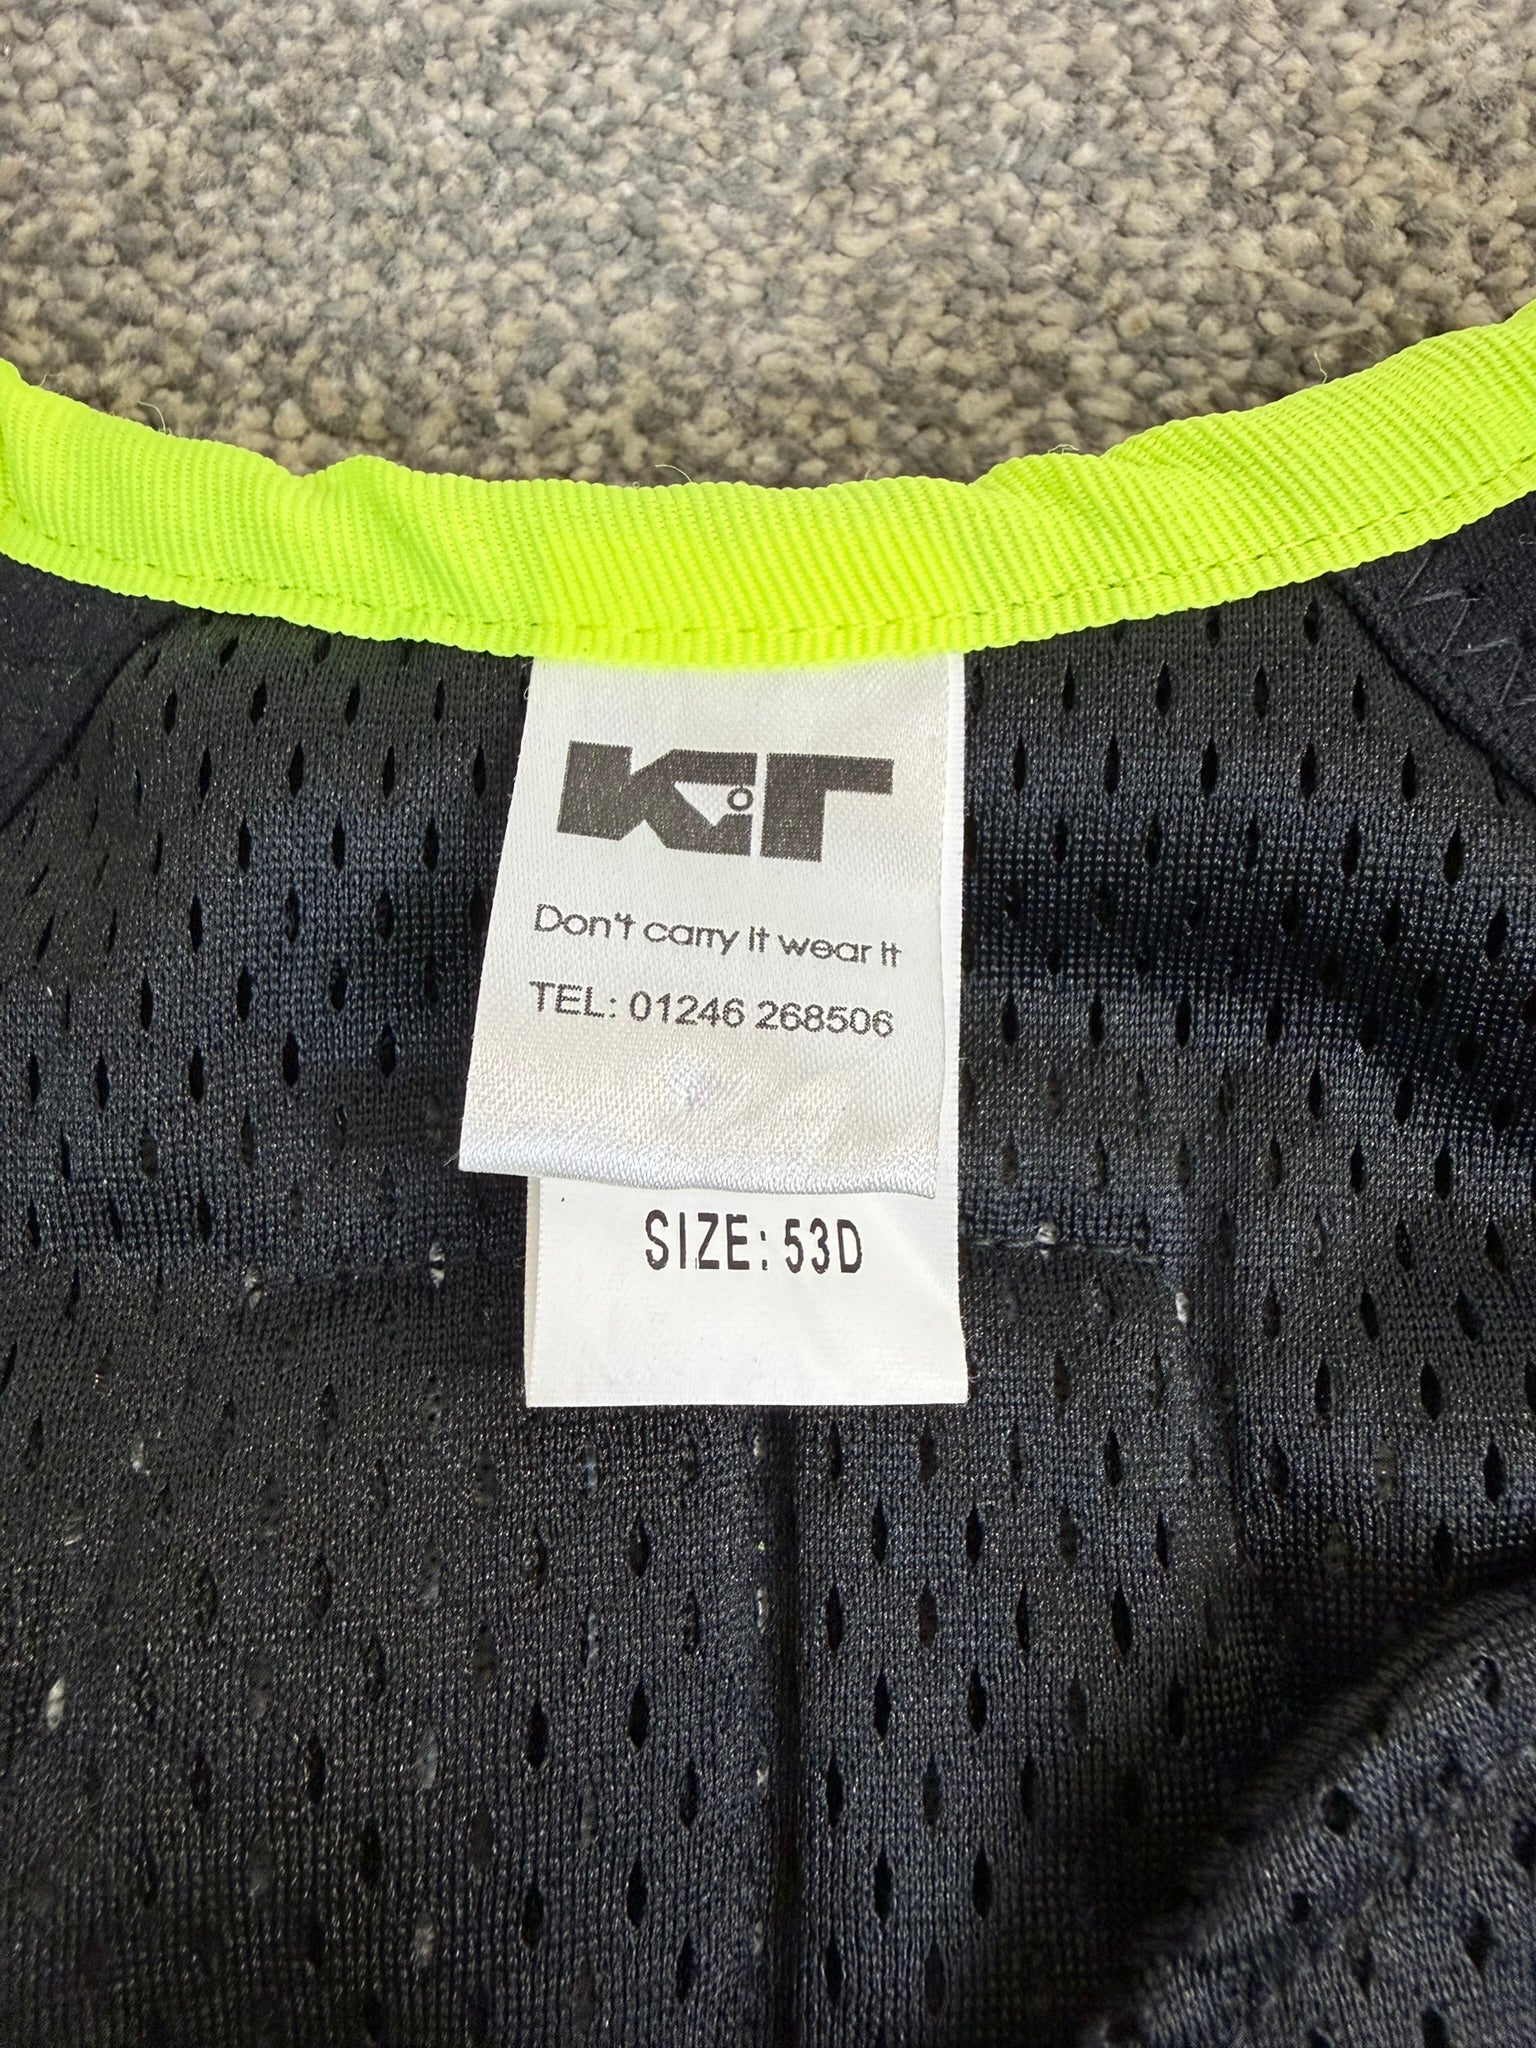 KiT
Don't carry it wear it
TEL: 01246 268506
SIZE: 53D